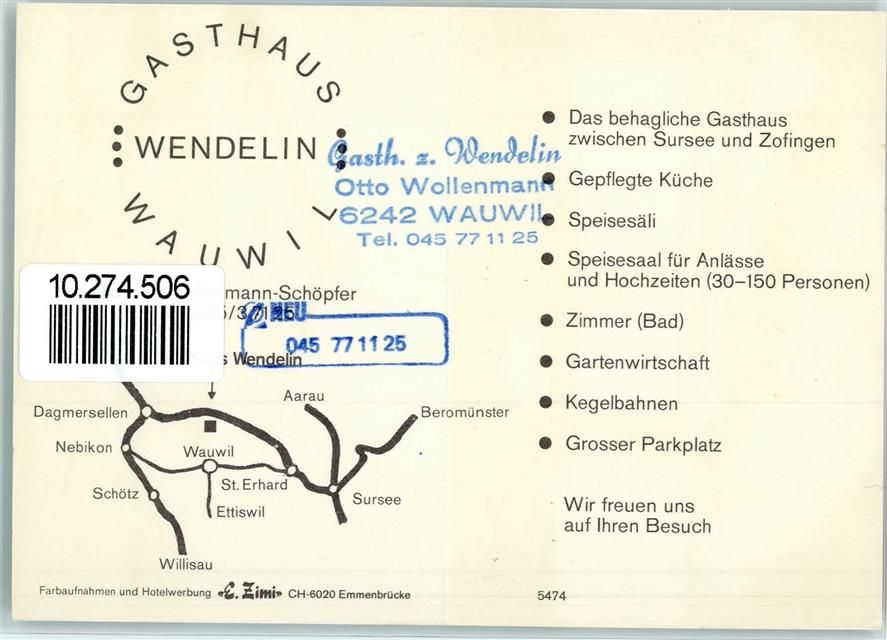 GASTHAUS
WENDELIN
WAUWIL
Gasth. z. Wendelin
Otto Wollenmann
6242 WAUWIL
Tel. 045 77 11 25
10.274.506
mann-Schöpfer
NEU
045 77 11 25
Wendelin
Dagmersellen
Nebikon
Schötz
Willisau
Wauwil
St. Erhard
Ettiswil
Aarau
Beromünster
Sursee
Das behagliche Gasthaus
zwischen Sursee und Zofingen
Gepflegte Küche
Speisesäli
Speisesaal für Anlässe
und Hochzeiten (30–150 Personen)
Zimmer (Bad)
Gartenwirtschaft
Kegelbahnen
Grosser Parkplatz
Wir freuen uns
auf Ihren Besuch
Farbaufnahmen und Hotelwerbung «E. Zimi» CH-6020 Emmenbrücke
5474